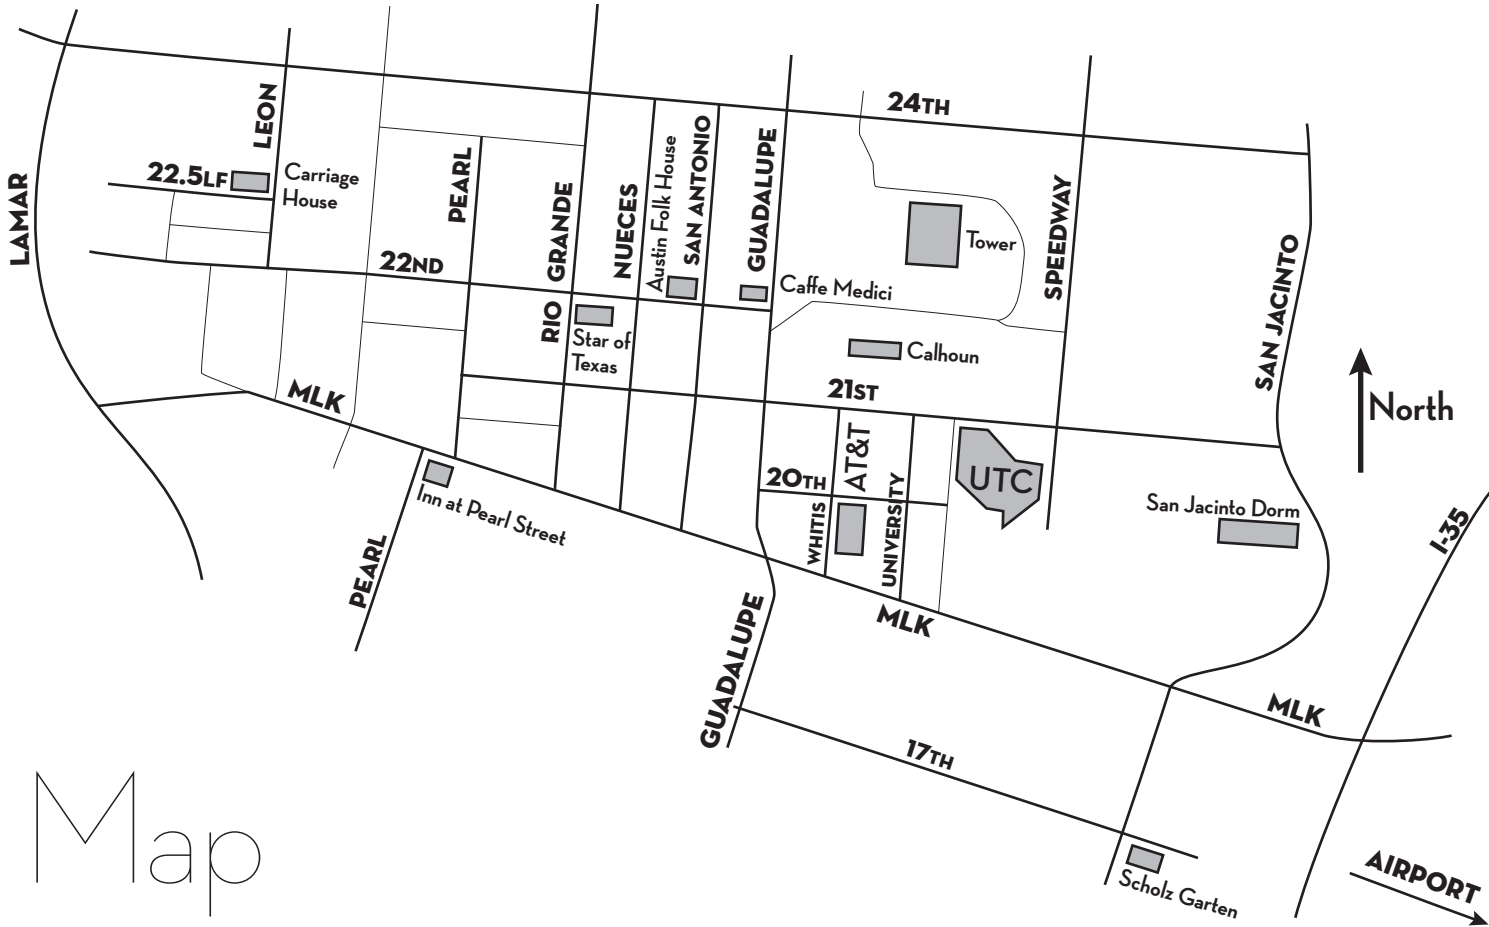 24TH
LEON
SAN ANTONIO
GUADALUPE
Austin Folk House
PEARL
22.5LF
Carriage
House
LAMAR
RIO GRANDE
NUECES
SPEEDWAY
Tower
SAN JACINTO
22ND
Caffe Medici
Star of
Texas
Calhoun
21ST
MLK
North
AT&T
20TH
UTC
WHITIS
UNIVERSITY
San Jacinto Dorm
I-35
Inn at Pearl Street
PEARL
MLK
GUADALUPE
MLK
17TH
Map
Scholz Garten
AIRPORT